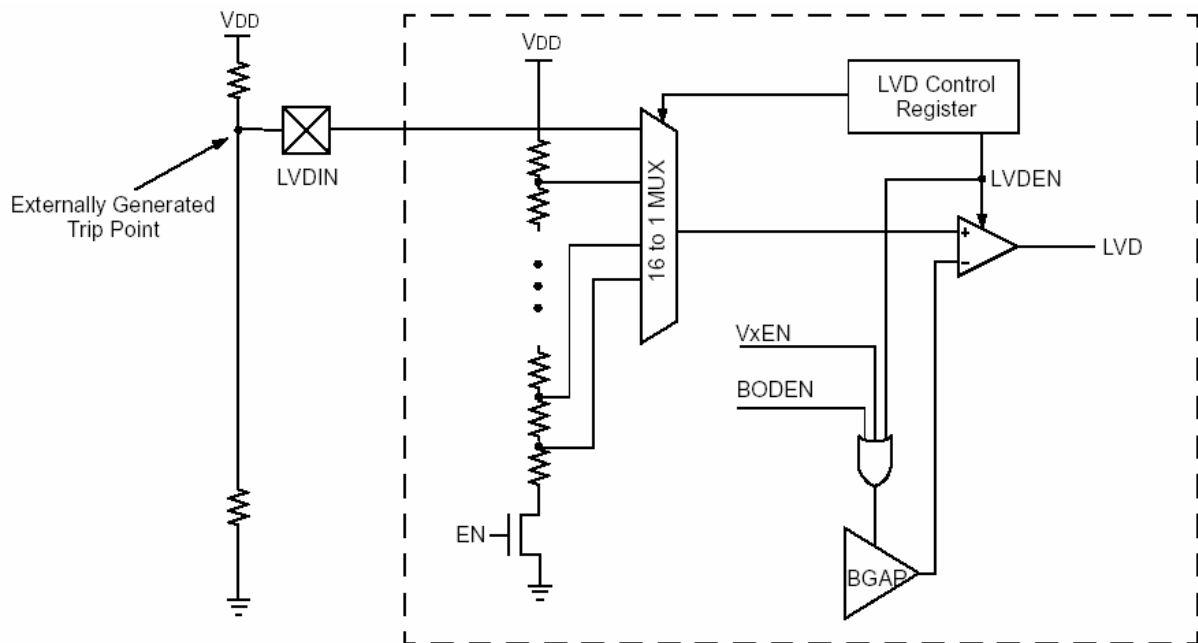 VDD
VDD
LVD Control
Register
LVDIN
Externally Generated
Trip Point
16 to 1 MUX
LVDEN
+
−
LVD
VxEN
BODEN
EN
BGAP